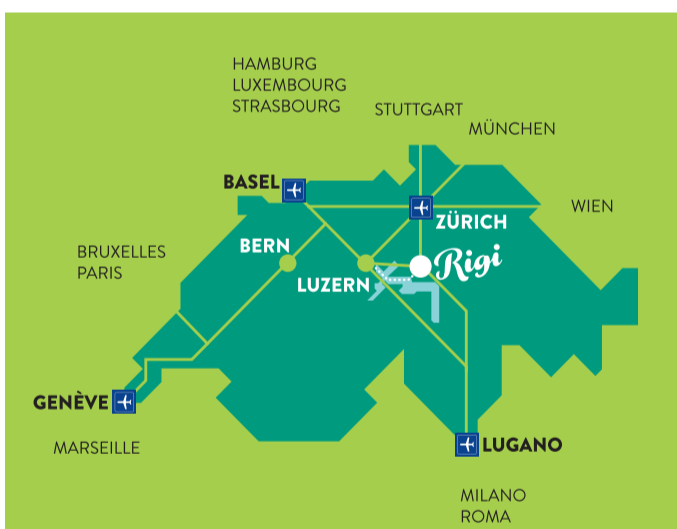 HAMBURG
LUXEMBOURG
STRASBOURG
STUTTGART
MÜNCHEN
BASEL
WIEN
ZÜRICH
BERN
BRUXELLES
PARIS
Rigi
LUZERN
GENÈVE
MARSEILLE
LUGANO
MILANO
ROMA